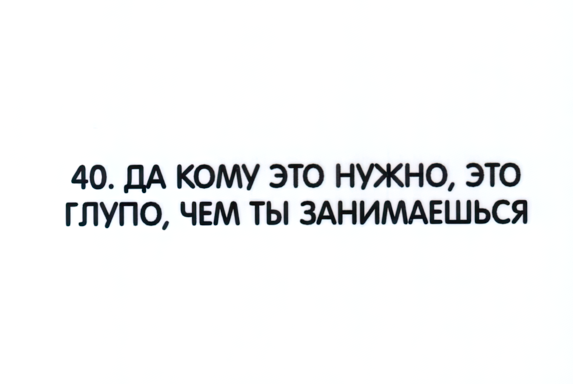 40. ДА КОМУ ЭТО НУЖНО, ЭТО
ГЛУПО, ЧЕМ ТЫ ЗАНИМАЕШЬСЯ